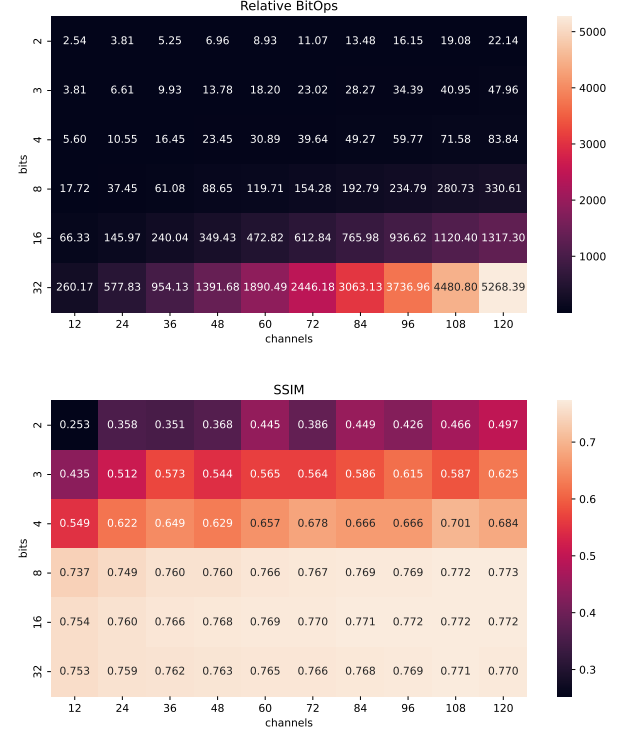 Relative BitOps
2 2.54 3.81 5.25 6.96 8.93 11.07 13.48 16.15 19.08 22.14
3 3.81 6.61 9.93 13.78 18.20 23.02 28.27 34.39 40.95 47.96
4 5.60 10.55 16.45 23.45 30.89 39.64 49.27 59.77 71.58 83.84
8 17.72 37.45 61.08 88.65 119.71 154.28 192.79 234.79 280.73 330.61
16 66.33 145.97 240.04 349.43 472.82 612.84 765.98 936.62 1120.40 1317.30
32 260.17 577.83 954.13 1391.68 1890.49 2446.18 3063.13 3736.96 4480.80 5268.39
12 24 36 48 60 72 84 96 108 120
channels
bits
5000
4000
3000
2000
1000
SSIM
2 0.253 0.358 0.351 0.368 0.445 0.386 0.449 0.426 0.466 0.497
3 0.435 0.512 0.573 0.544 0.565 0.564 0.586 0.615 0.587 0.625
4 0.549 0.622 0.649 0.629 0.657 0.678 0.666 0.666 0.701 0.684
8 0.737 0.749 0.760 0.760 0.766 0.767 0.769 0.769 0.772 0.773
16 0.754 0.760 0.766 0.768 0.769 0.770 0.771 0.772 0.772 0.772
32 0.753 0.759 0.762 0.763 0.765 0.766 0.768 0.769 0.771 0.770
12 24 36 48 60 72 84 96 108 120
channels
bits
0.7
0.6
0.5
0.4
0.3